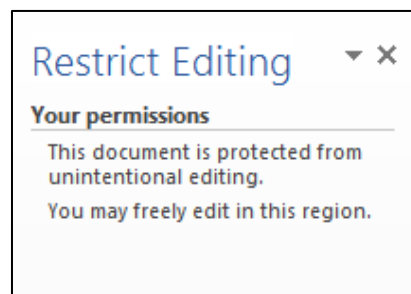 Restrict Editing
Your permissions
This document is protected from
unintentional editing.
You may freely edit in this region.